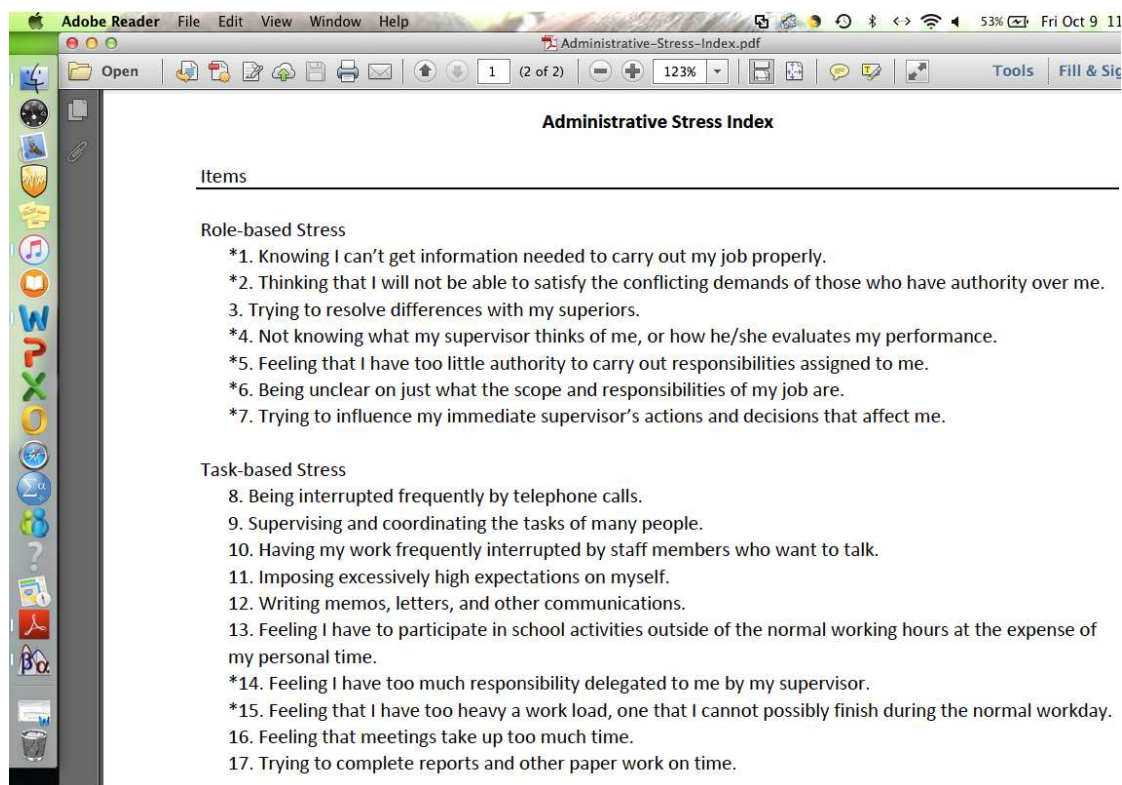 Adobe Reader File Edit View Window Help 53% Fri Oct 9 11
Administrative-Stress-Index.pdf
Open 1 (2 of 2) 123% Tools Fill & Sig
Administrative Stress Index
Items
Role-based Stress
*1. Knowing I can't get information needed to carry out my job properly.
*2. Thinking that I will not be able to satisfy the conflicting demands of those who have authority over me.
3. Trying to resolve differences with my superiors.
*4. Not knowing what my supervisor thinks of me, or how he/she evaluates my performance.
*5. Feeling that I have too little authority to carry out responsibilities assigned to me.
*6. Being unclear on just what the scope and responsibilities of my job are.
*7. Trying to influence my immediate supervisor's actions and decisions that affect me.
Task-based Stress
8. Being interrupted frequently by telephone calls.
9. Supervising and coordinating the tasks of many people.
10. Having my work frequently interrupted by staff members who want to talk.
11. Imposing excessively high expectations on myself.
12. Writing memos, letters, and other communications.
13. Feeling I have to participate in school activities outside of the normal working hours at the expense of
my personal time.
*14. Feeling I have too much responsibility delegated to me by my supervisor.
*15. Feeling that I have too heavy a work load, one that I cannot possibly finish during the normal workday.
16. Feeling that meetings take up too much time.
17. Trying to complete reports and other paper work on time.